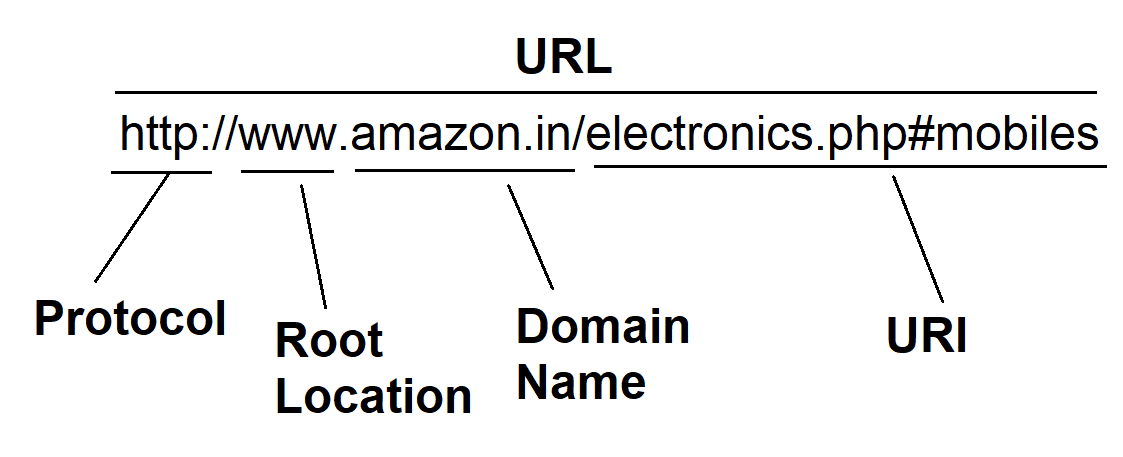 URL
http://www.amazon.in/electronics.php#mobiles
Protocol
Root
Location
Domain
Name
URI